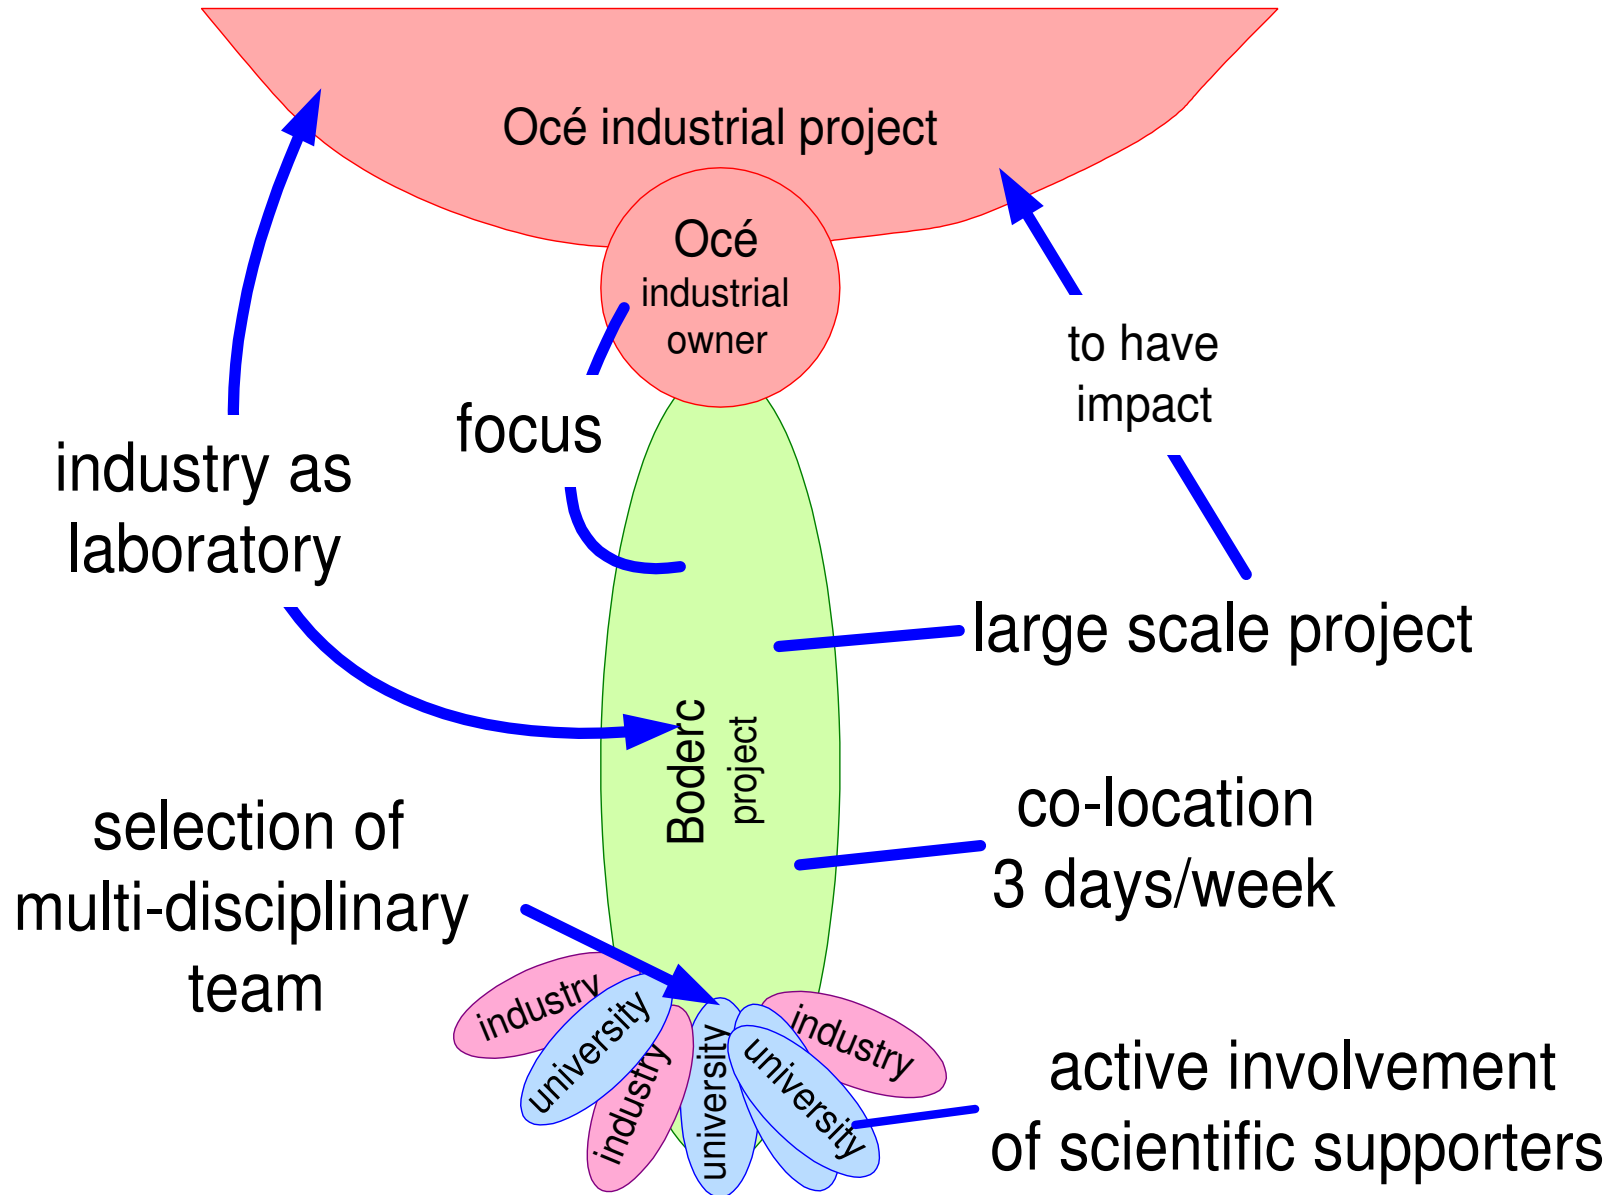 Océ industrial project
Océ
industrial
owner
to have
impact
focus
industry as
laboratory
large scale project
Boderc
project
co-location
3 days/week
selection of
multi-disciplinary
team
industry
university
industry
university
university
industry
active involvement
of scientific supporters